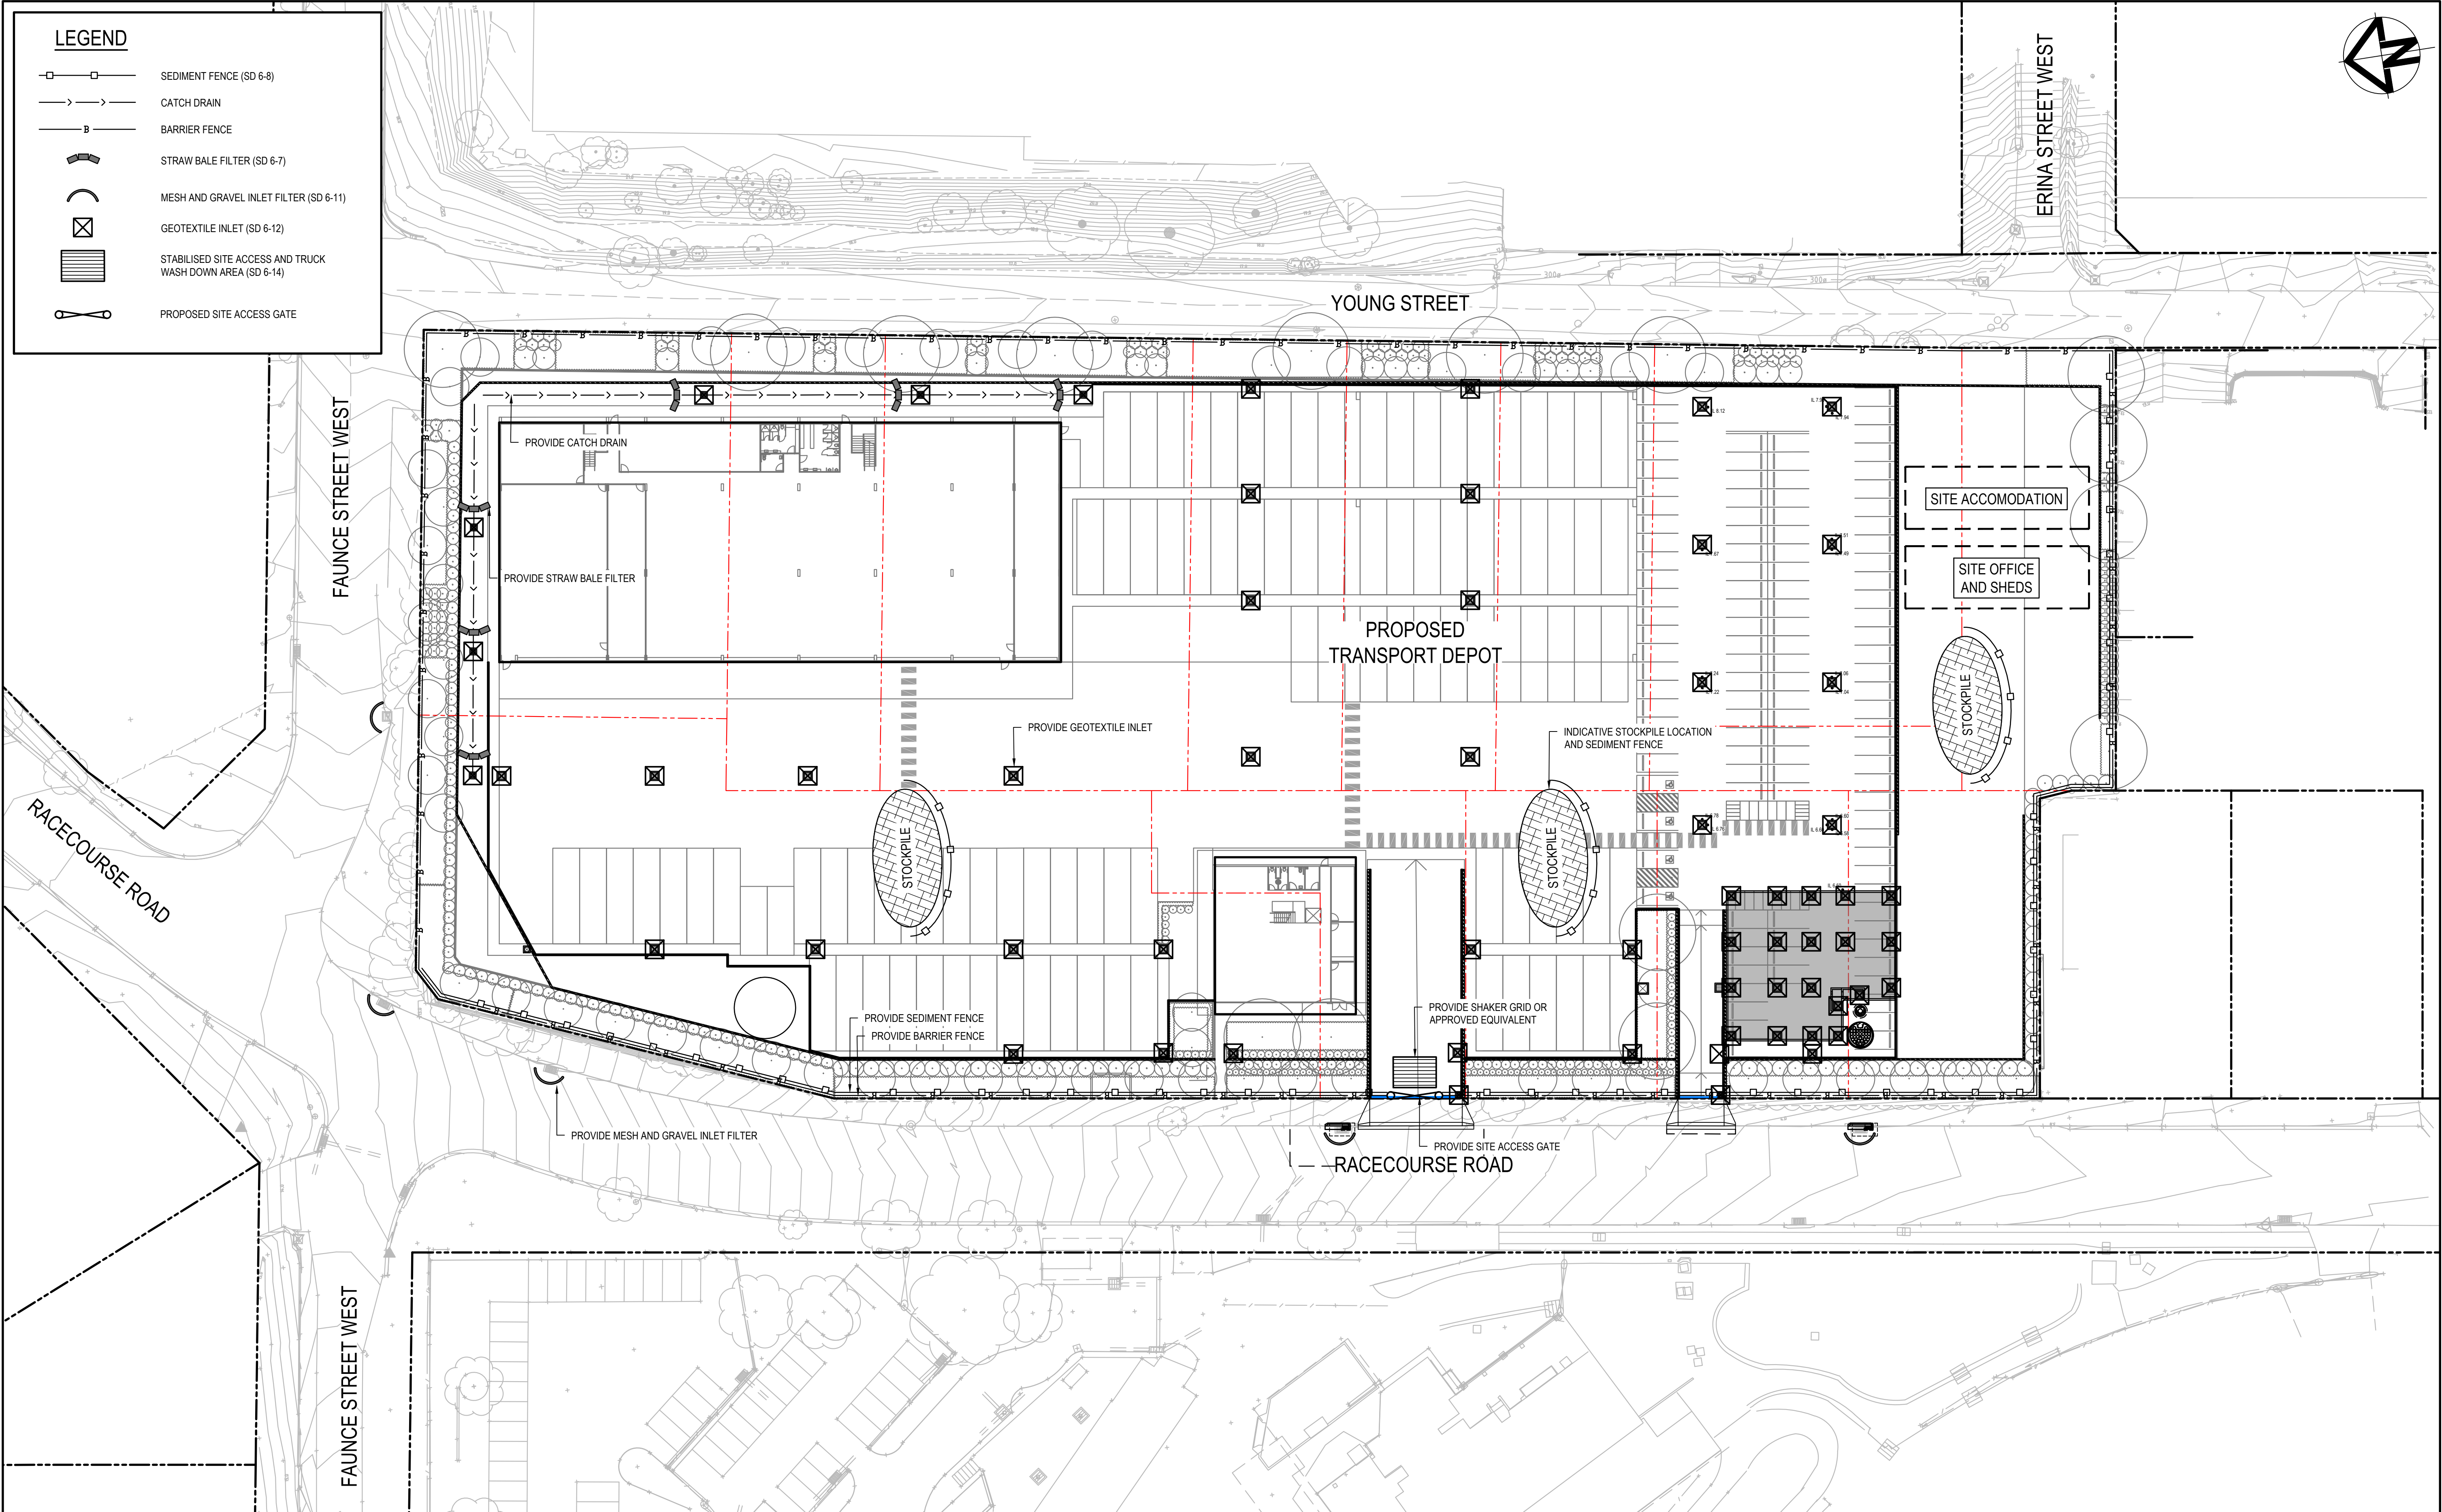 LEGEND
SEDIMENT FENCE (SD 6-8)
CATCH DRAIN
B
BARRIER FENCE
STRAW BALE FILTER (SD 6-7)
MESH AND GRAVEL INLET FILTER (SD 6-11)
GEOTEXTILE INLET (SD 6-12)
STABILISED SITE ACCESS AND TRUCK
WASH DOWN AREA (SD 6-14)
PROPOSED SITE ACCESS GATE
N
ERINA STREET WEST
YOUNG STREET
300ø
300ø
FAUNCE STREET WEST
PROVIDE CATCH DRAIN
PROVIDE STRAW BALE FILTER
SITE ACCOMODATION
SITE OFFICE
AND SHEDS
PROPOSED
TRANSPORT DEPOT
STOCKPILE
PROVIDE GEOTEXTILE INLET
INDICATIVE STOCKPILE LOCATION
AND SEDIMENT FENCE
STOCKPILE
STOCKPILE
RACECOURSE ROAD
PROVIDE SHAKER GRID OR
APPROVED EQUIVALENT
PROVIDE SEDIMENT FENCE
PROVIDE BARRIER FENCE
PROVIDE MESH AND GRAVEL INLET FILTER
PROVIDE SITE ACCESS GATE
RACECOURSE ROAD
FAUNCE STREET WEST